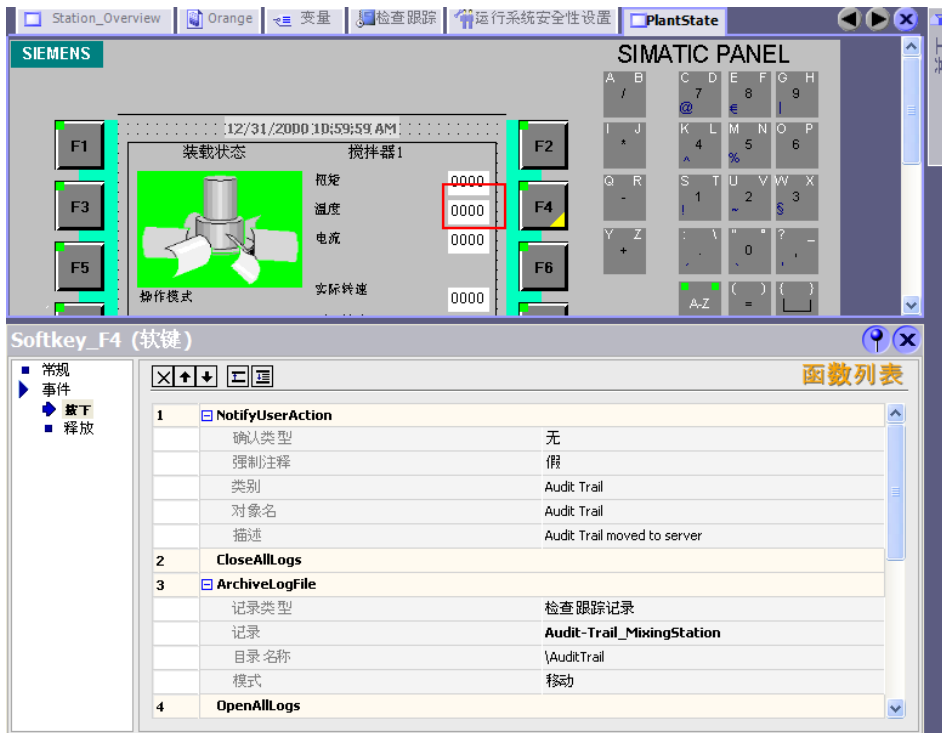 Station_Overview Orange 变量 检查跟踪 运行系统安全性设置 PlantState
SIEMENS SIMATIC PANEL
A B C D E F G H
/ 7 8 9
@ €
12/31/2000 10:59:59 AM
I J K L M N O P
F1 装载状态 搅拌器1 F2 * 4 5 6
^ %
扭矩 0000
Q R S T U V W X
F3 温度 0000 F4 - 1 2 3
! ~ §
电流 0000
Y Z : \ " ° ? _
+ . 0 ,
F5 F6
实际转速
操作模式 0000
A-Z ( ) { }
=
Softkey_F4 (软键)
常规
事件
按下
释放
函数列表
1 NotifyUserAction
确认类型 无
强制注释 假
类别 Audit Trail
对象名 Audit Trail
描述 Audit Trail moved to server
2 CloseAllLogs
3 ArchiveLogFile
记录类型 检查跟踪记录
记录 Audit-Trail_MixingStation
目录名称 \AuditTrail
模式 移动
4 OpenAllLogs